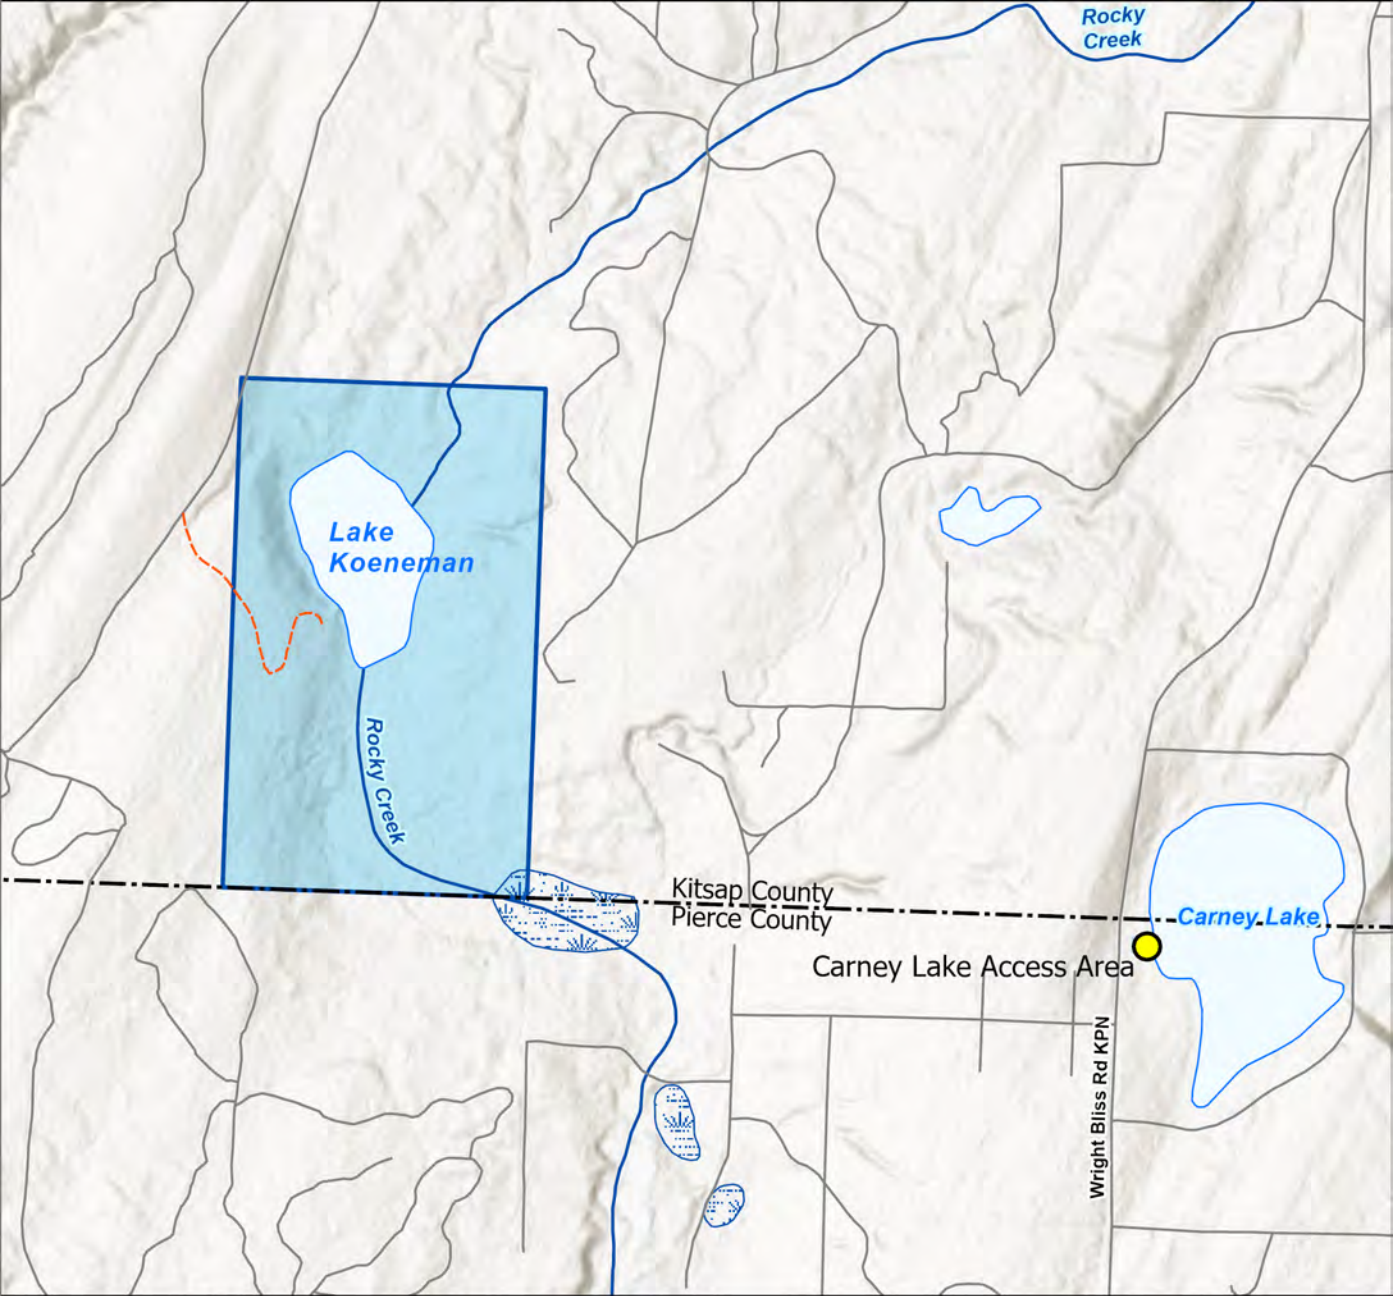 Rocky
Creek
Lake
Koeneman
Rocky Creek
Kitsap County
Pierce County
Carney Lake
Carney Lake Access Area
Wright Bliss Rd KPN